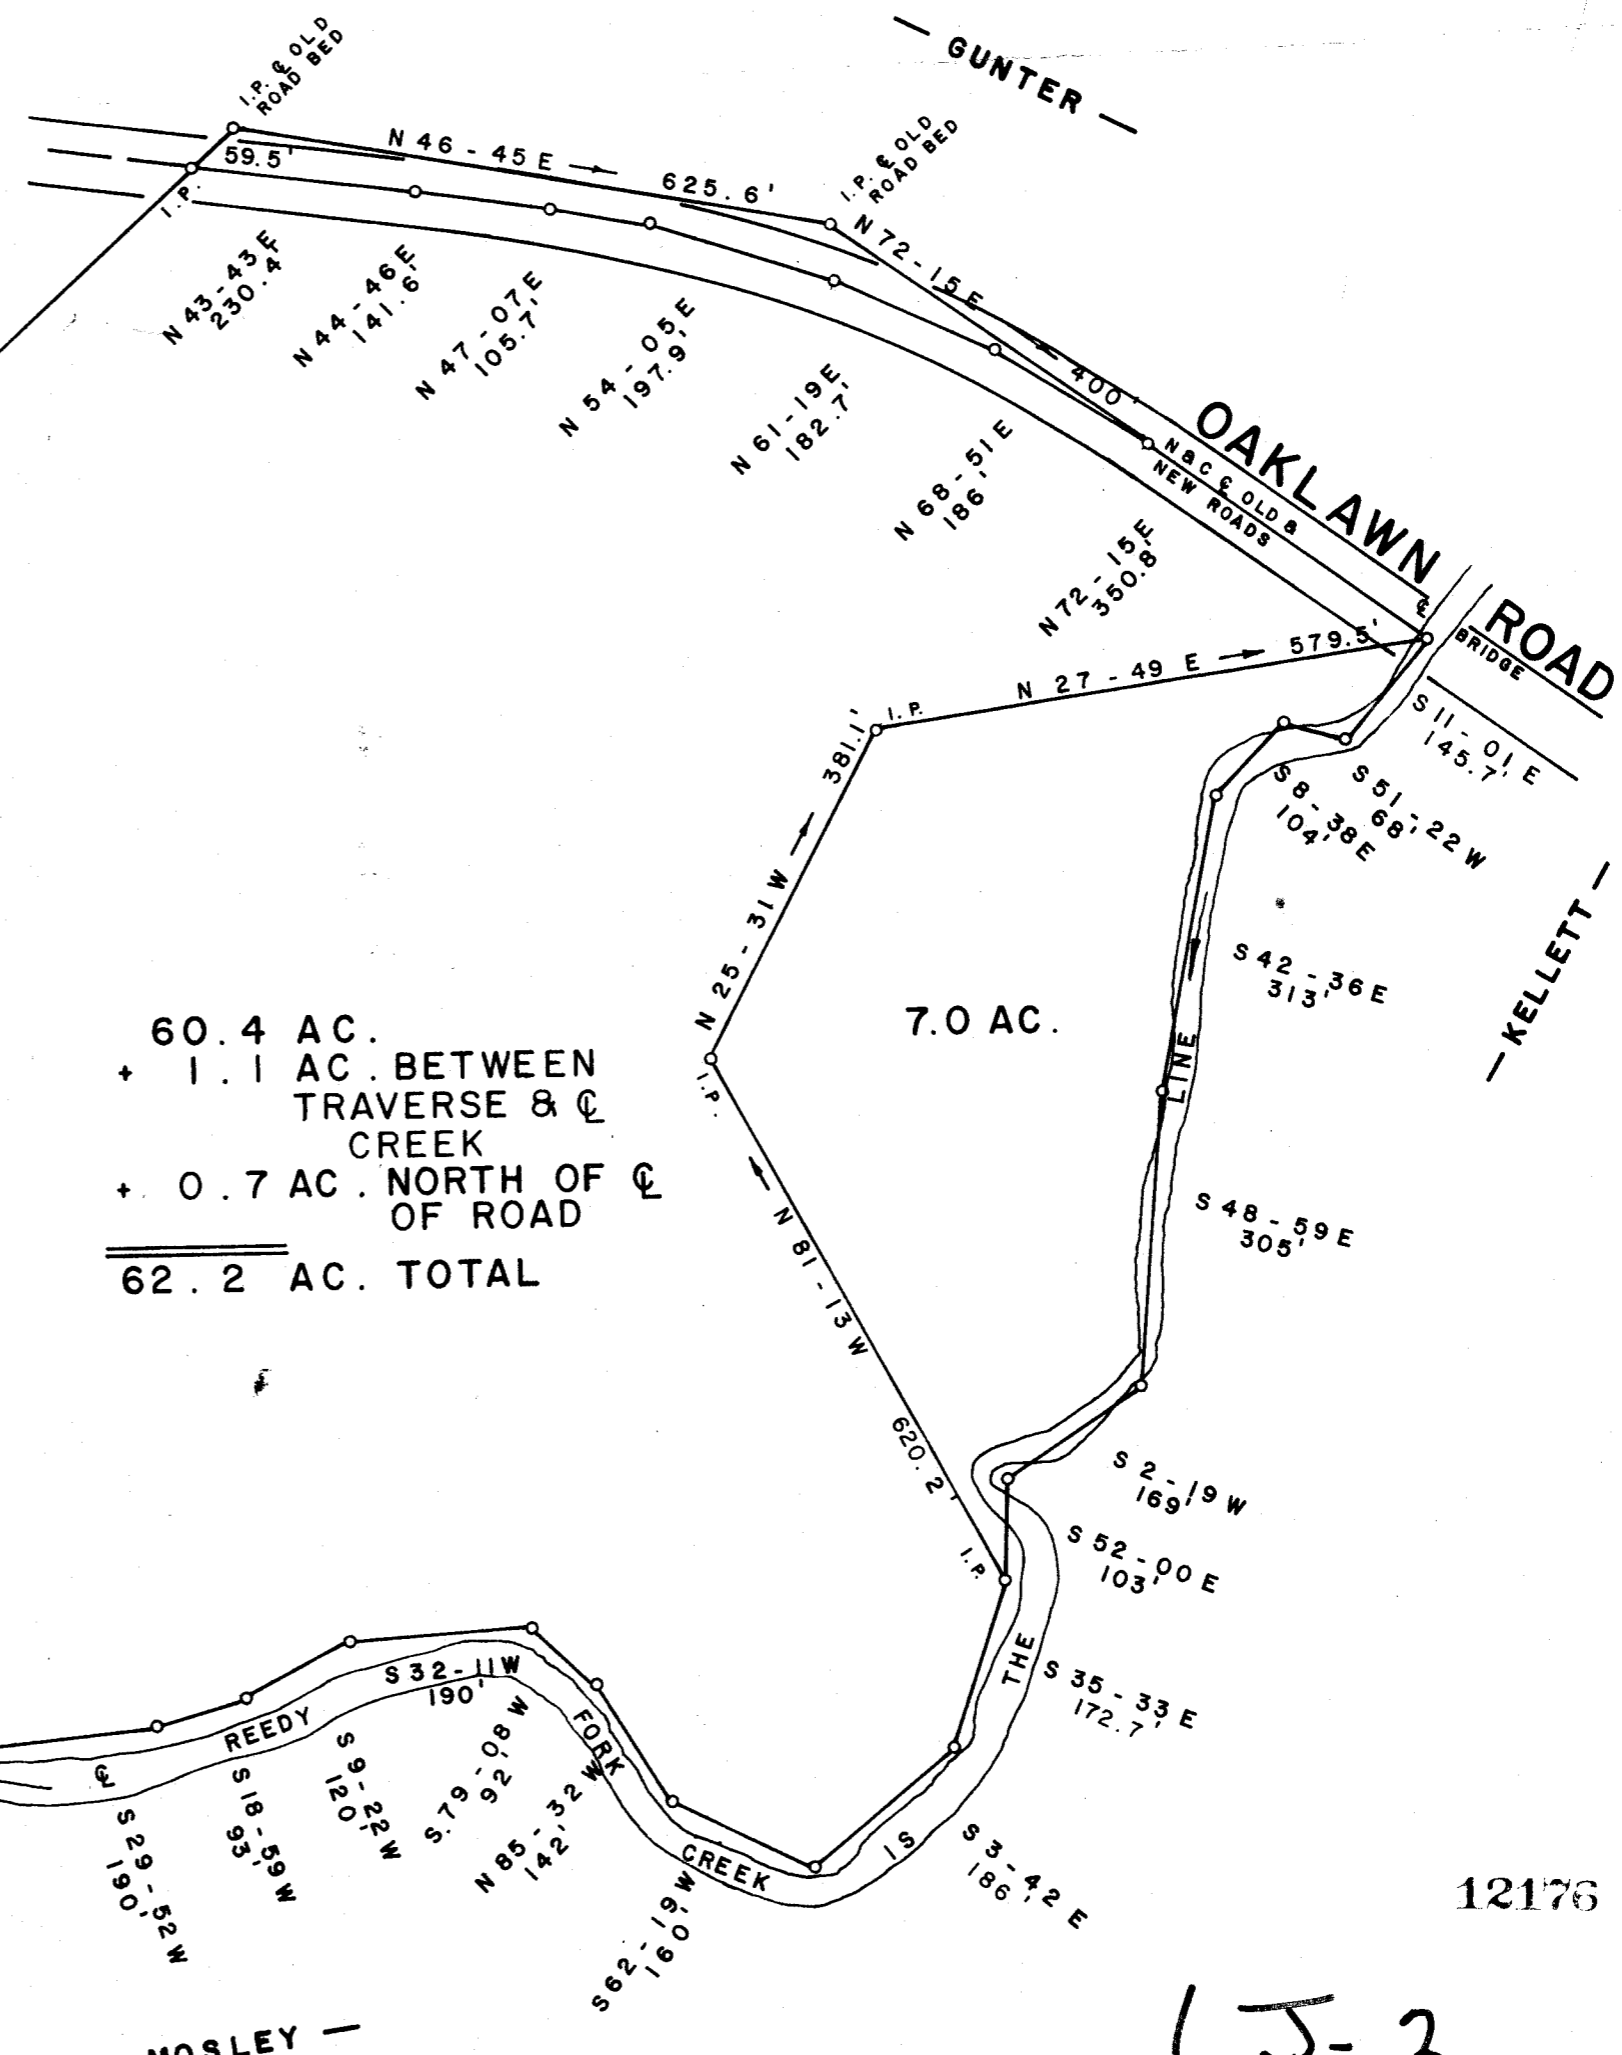 — GUNTER —
I.P. ℄ OLD
ROAD BED
N 46 - 45 E
625.6'
59.5'
I.P.
I.P. ℄ OLD
ROAD BED
N 72 - 15 E
400'
N 43 - 43 E
230.4'
N 44 - 46 E
141.6'
N 47 - 07 E
105.7'
N 54 - 05 E
197.9'
N 61 - 19 E
182.7'
N 68 - 51 E
186'
N 72 - 15 E
350.8'
OAKLAWN ROAD
N & C ℄ OLD &
NEW ROADS
℄
BRIDGE
N 27 - 49 E
579.5'
I.P.
S 11 - 01 E
145.7'
S 51 - 22 W
68'
S 8 - 38 E
104'
— KELLETT —
N 25 - 31 W
381.1'
7.0 AC.
S 42 - 36 E
313'
LINE
60.4 AC.
+ 1.1 AC. BETWEEN
TRAVERSE & ℄
CREEK
+ 0.7 AC. NORTH OF ℄
OF ROAD
62.2 AC. TOTAL
I.P.
N 81 - 13 W
620.2'
S 48 - 59 E
305'
S 2 - 19 W
169'
S 52 - 00 E
103'
I.P.
THE
S 35 - 33 E
172.7'
IS
S 3 - 42 E
186'
S 32 - 11 W
190'
REEDY
FORK
CREEK
℄
S 29 - 52 W
190'
S 18 - 59 W
93'
S 9 - 22 W
120'
S. 79 - 08 W
92'
N 85 - 32 W
142'
S 62 - 19 W
160'
12176
MOSLEY —
J-2